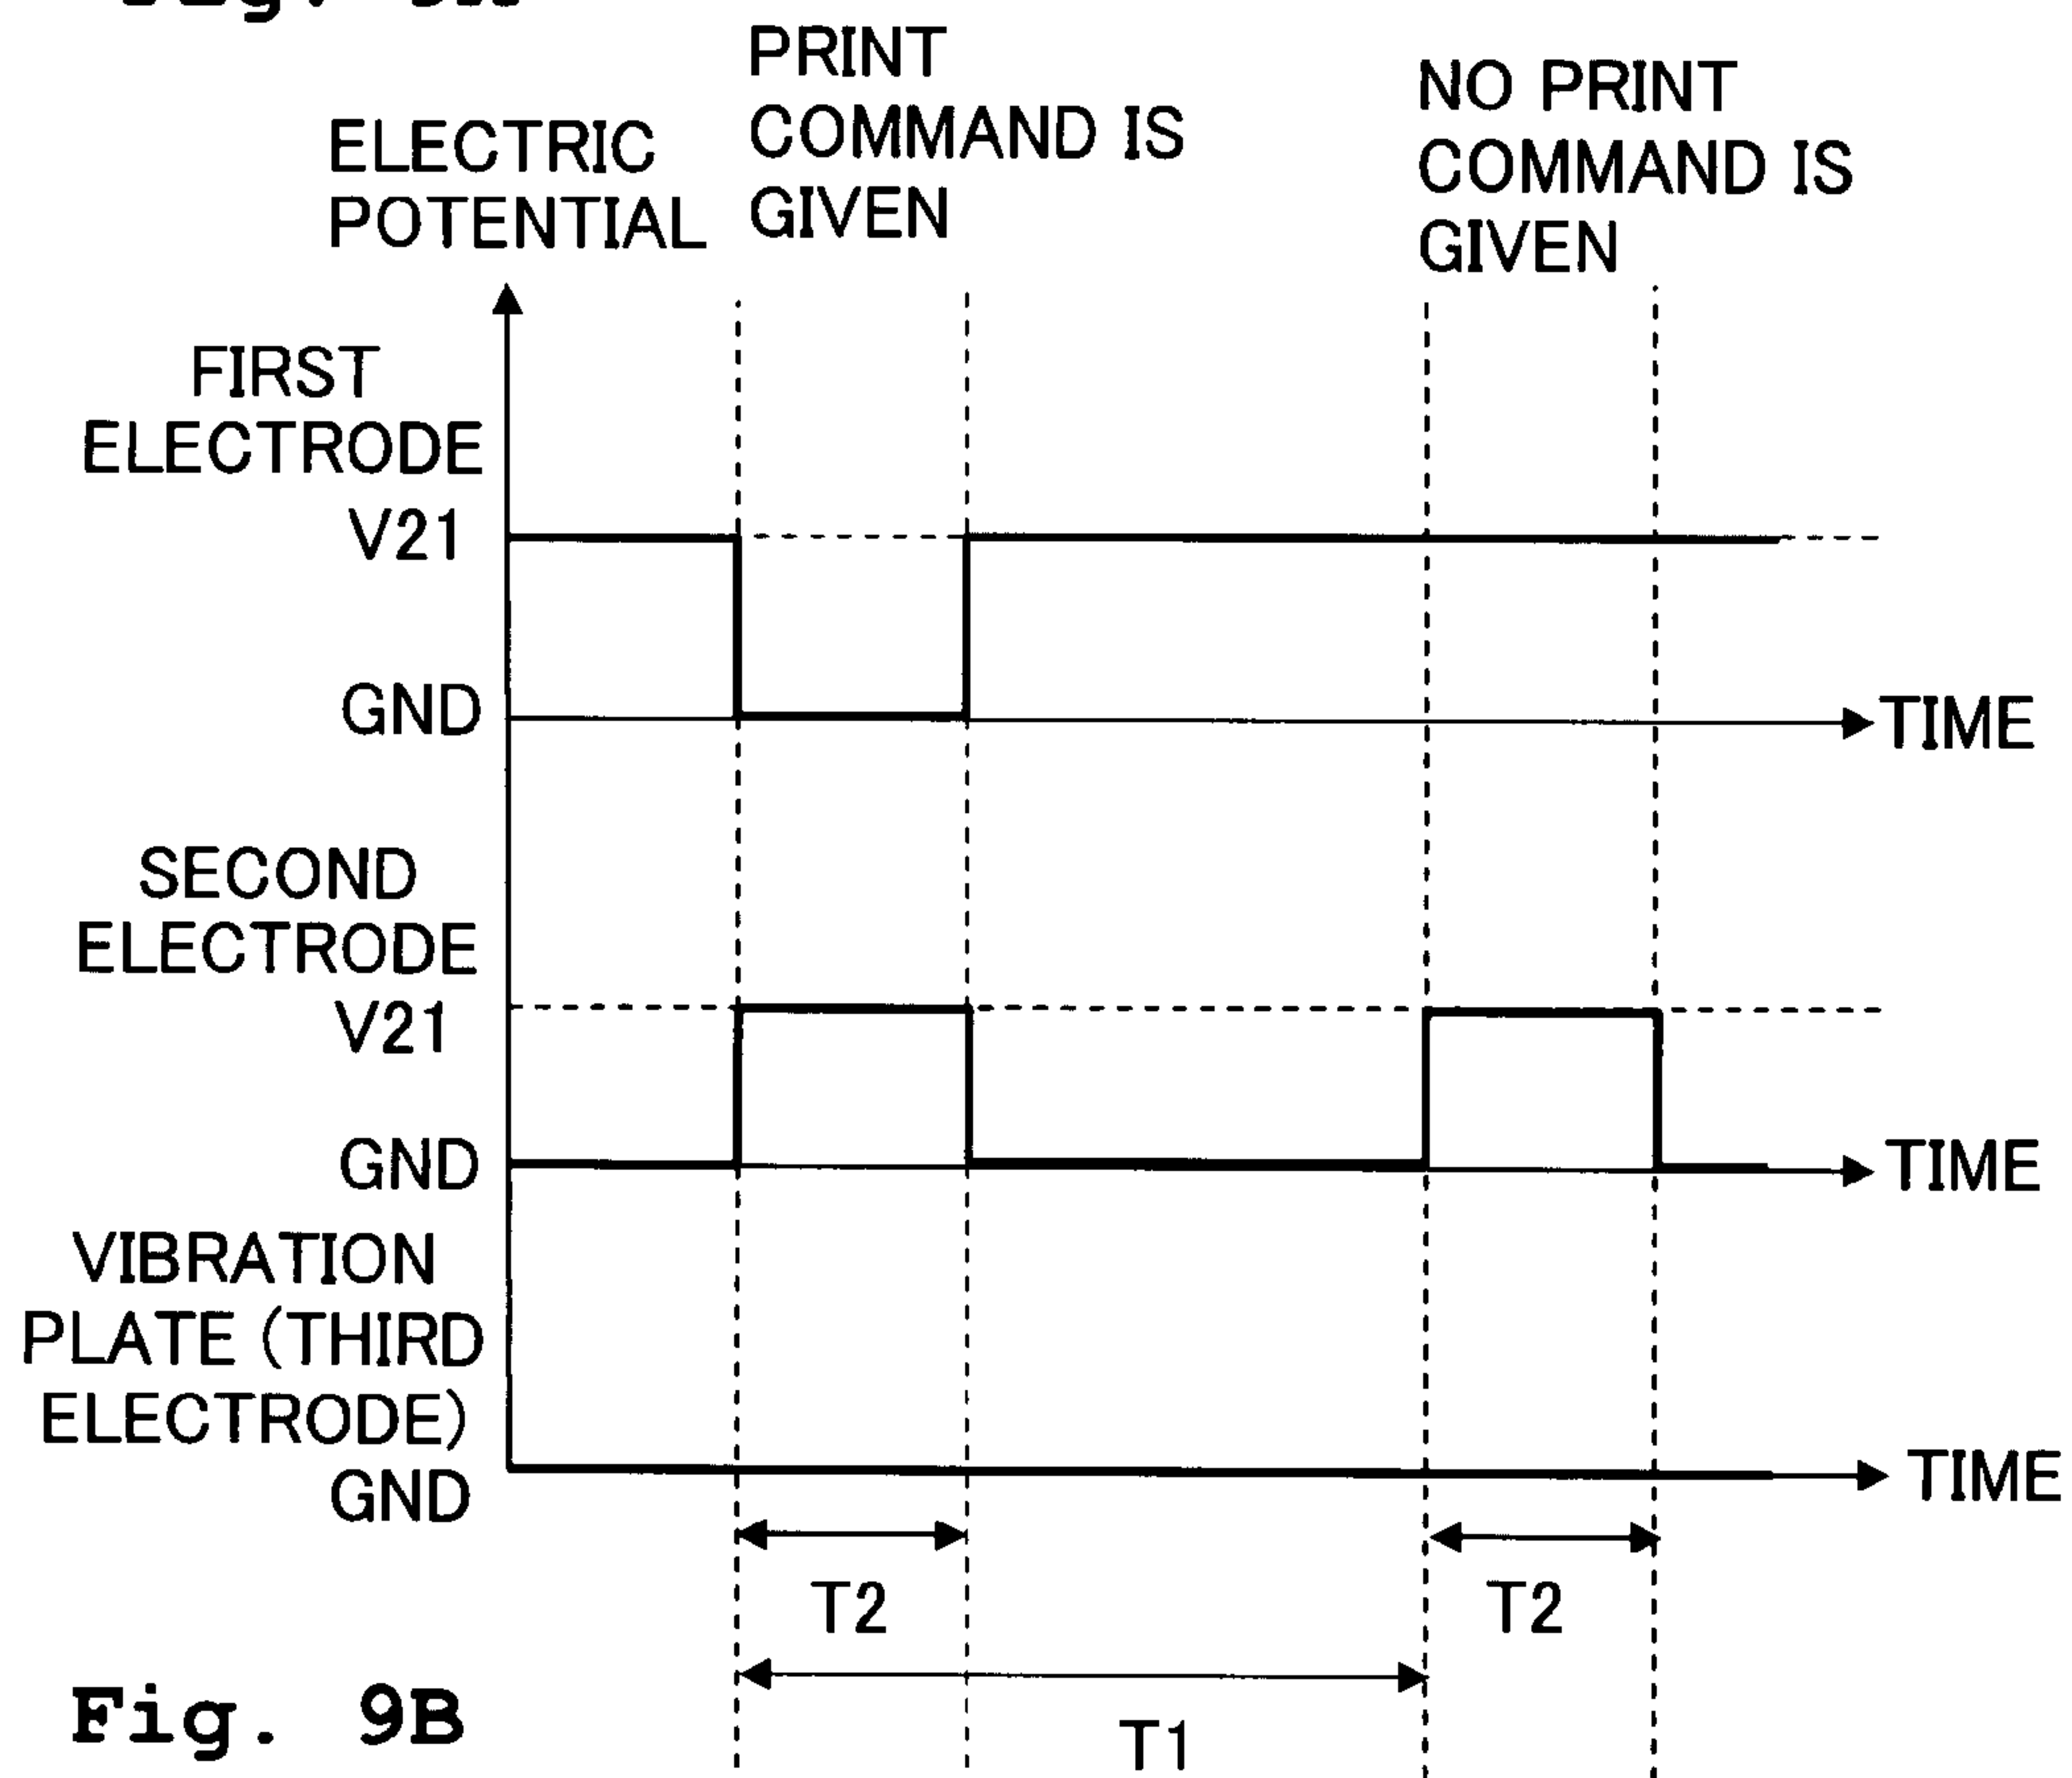 PRINT
COMMAND IS
GIVEN
NO PRINT
COMMAND IS
GIVEN
ELECTRIC
POTENTIAL
FIRST
ELECTRODE
V21
GND
TIME
SECOND
ELECTRODE
V21
GND
TIME
VIBRATION
PLATE (THIRD
ELECTRODE)
GND
TIME
T2
T2
T1
Fig. 9B